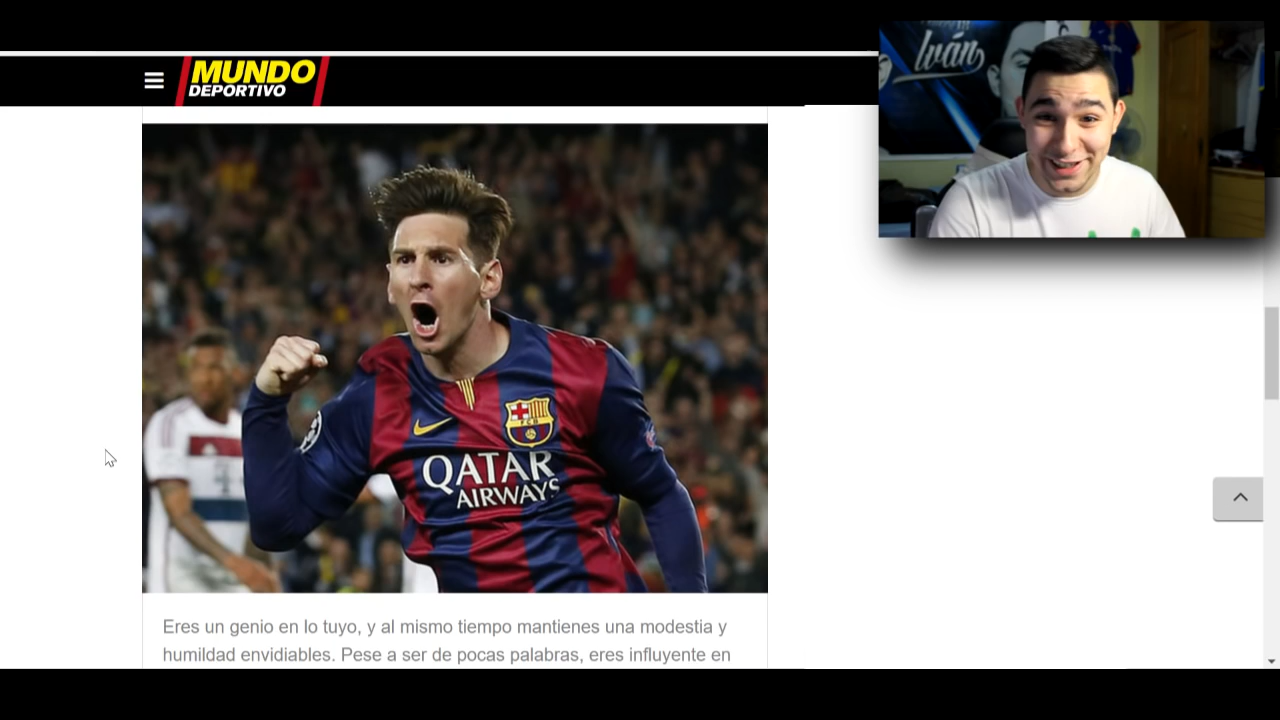 MUNDO
DEPORTIVO
Iván
FCB
QATAR
AIRWAYS
Eres un genio en lo tuyo, y al mismo tiempo mantienes una modestia y
humildad envidiables. Pese a ser de pocas palabras, eres influyente en